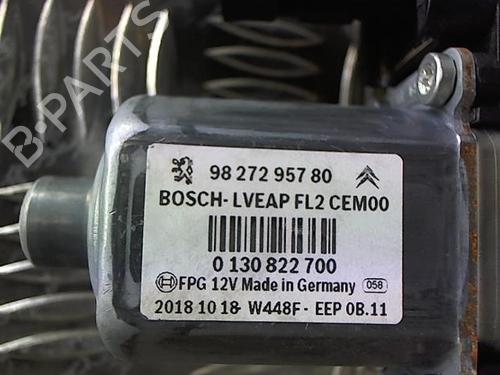 B-PARTS
98 272 957 80
BOSCH- LVEAP FL2 CEM00
0 130 822 700
FPG 12V Made in Germany 058
2018 10 18- W448F - EEP 0B.11